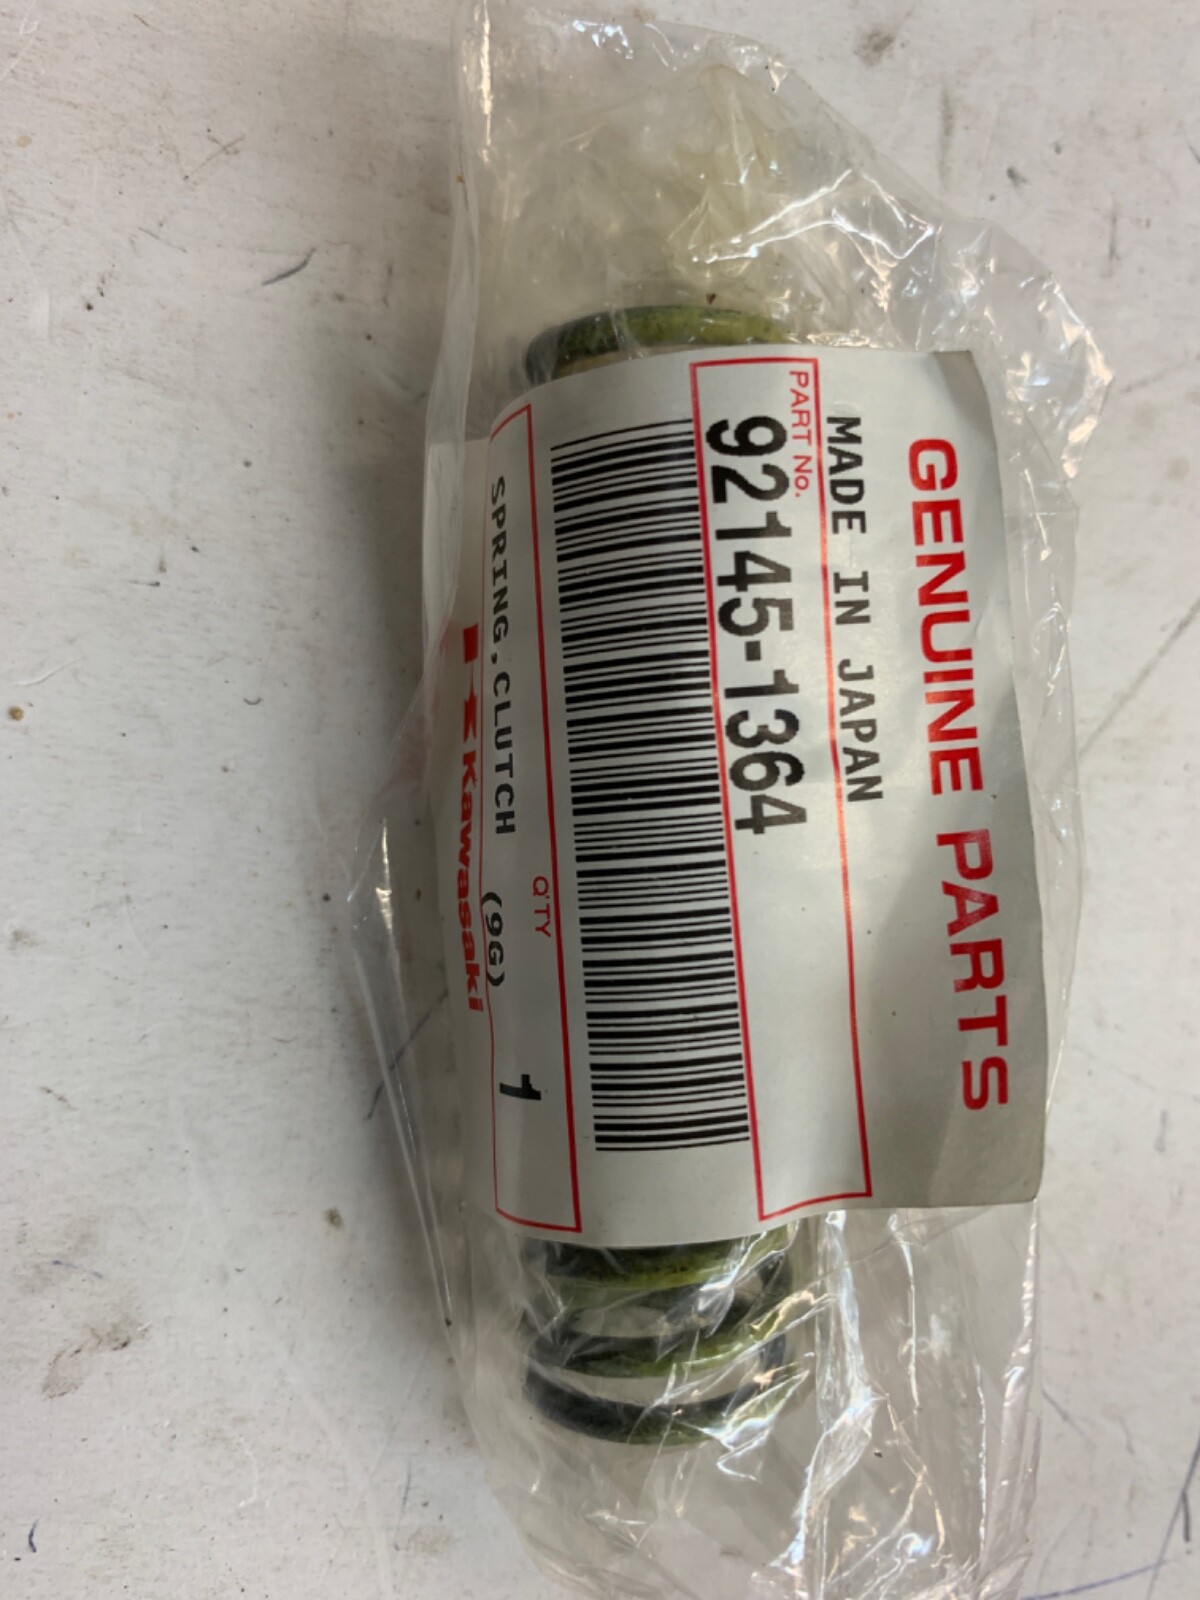 GENUINE PARTS
MADE IN JAPAN
PART No.
92145-1364
Q'TY
SPRING,CLUTCH (9G) 1
Kawasaki